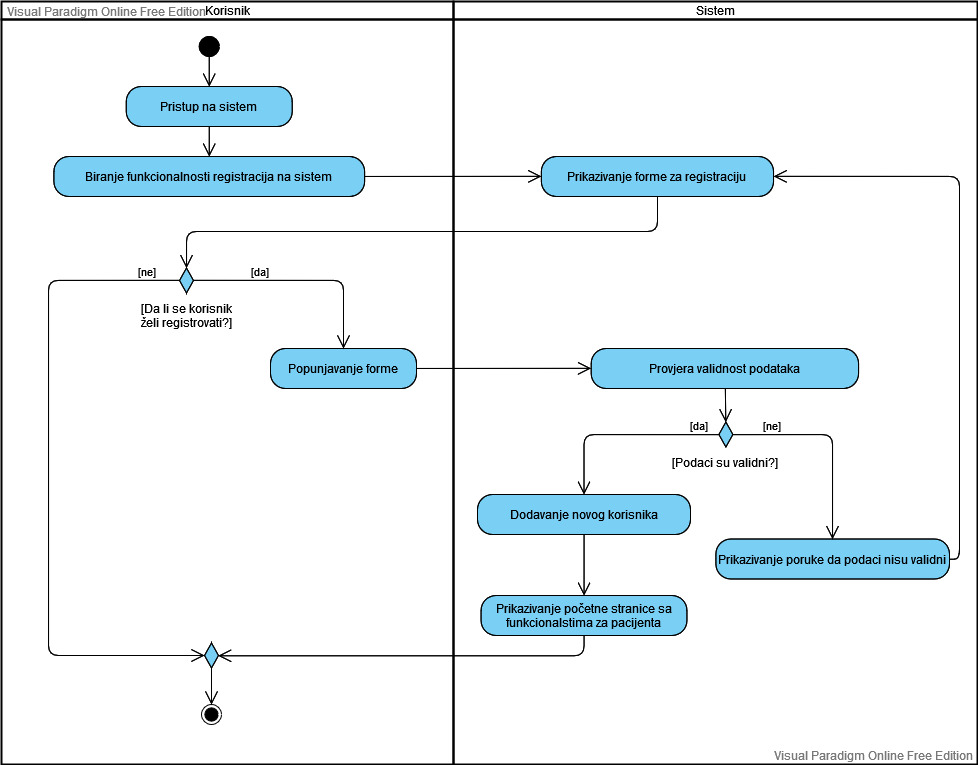 Visual Paradigm Online Free Edition
Korisnik
Sistem
Pristup na sistem
Biranje funkcionalnosti registracija na sistem
Prikazivanje forme za registraciju
[ne]
[da]
[Da li se korisnik
želi registrovati?]
Popunjavanje forme
Provjera validnost podataka
[da]
[ne]
[Podaci su validni?]
Dodavanje novog korisnika
Prikazivanje poruke da podaci nisu validni
Prikazivanje početne stranice sa
funkcionalstima za pacijenta
Visual Paradigm Online Free Edition